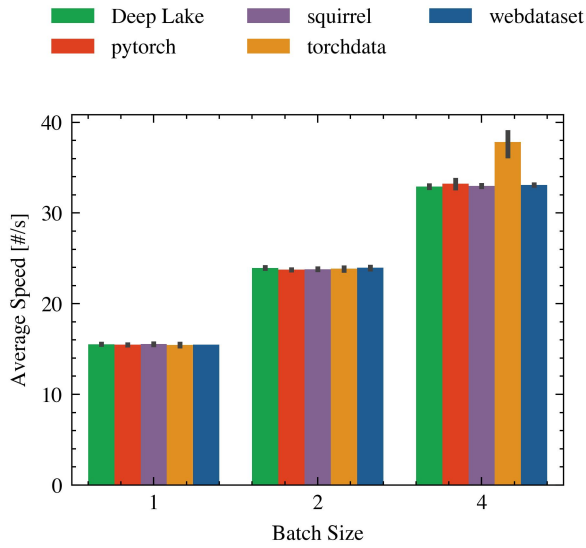 Deep Lake squirrel webdataset
pytorch torchdata
40
30
20
10
0
Average Speed [#/s]
1 2 4
Batch Size